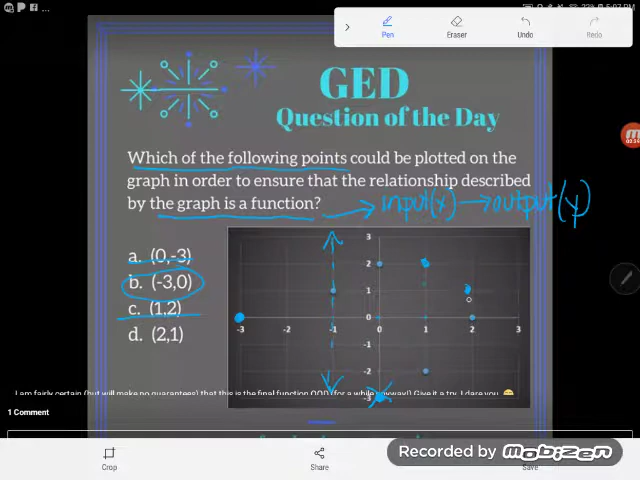 Pen
Eraser
Undo
Redo
GED
Question of the Day
Which of the following points could be plotted on the
graph in order to ensure that the relationship described
by the graph is a function? → input(x) → output(y)
a. (0,-3)
b. (-3,0)
c. (1,2)
d. (2,1)
3
2
1
0
-3 -2 -1 0 1 2 3
-1
-2
-3
I am fairly certain (but will make no guarantees) that this is the final function QOD (for a while anyway!) Give it a try. I dare you.
1 Comment
Crop
Share
Save
Recorded by Mobizen